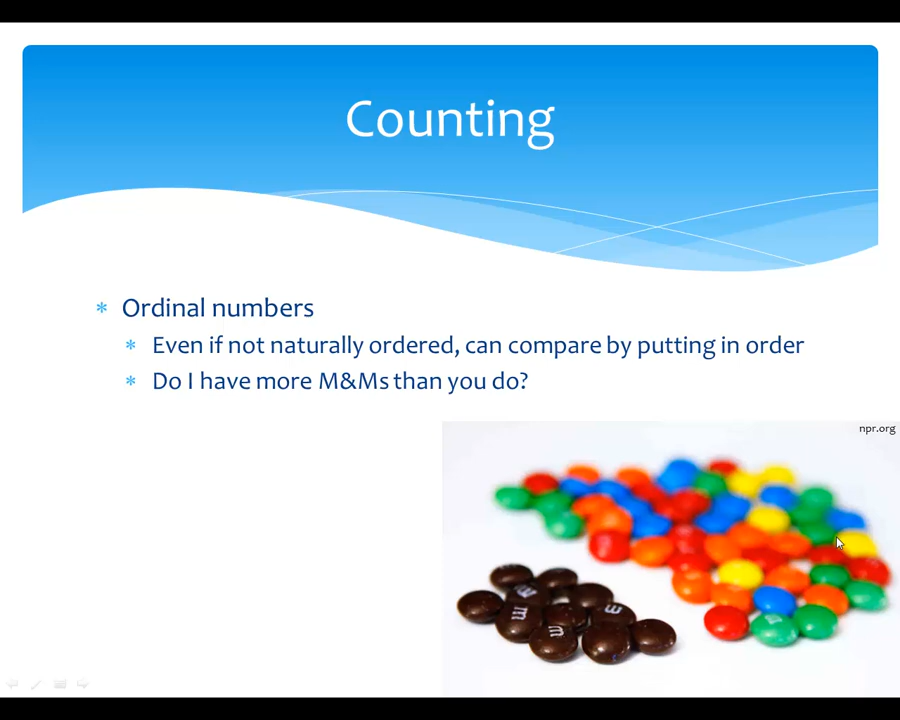 Counting
* Ordinal numbers
* Even if not naturally ordered, can compare by putting in order
* Do I have more M&Ms than you do?
npr.org
m
m
m
m